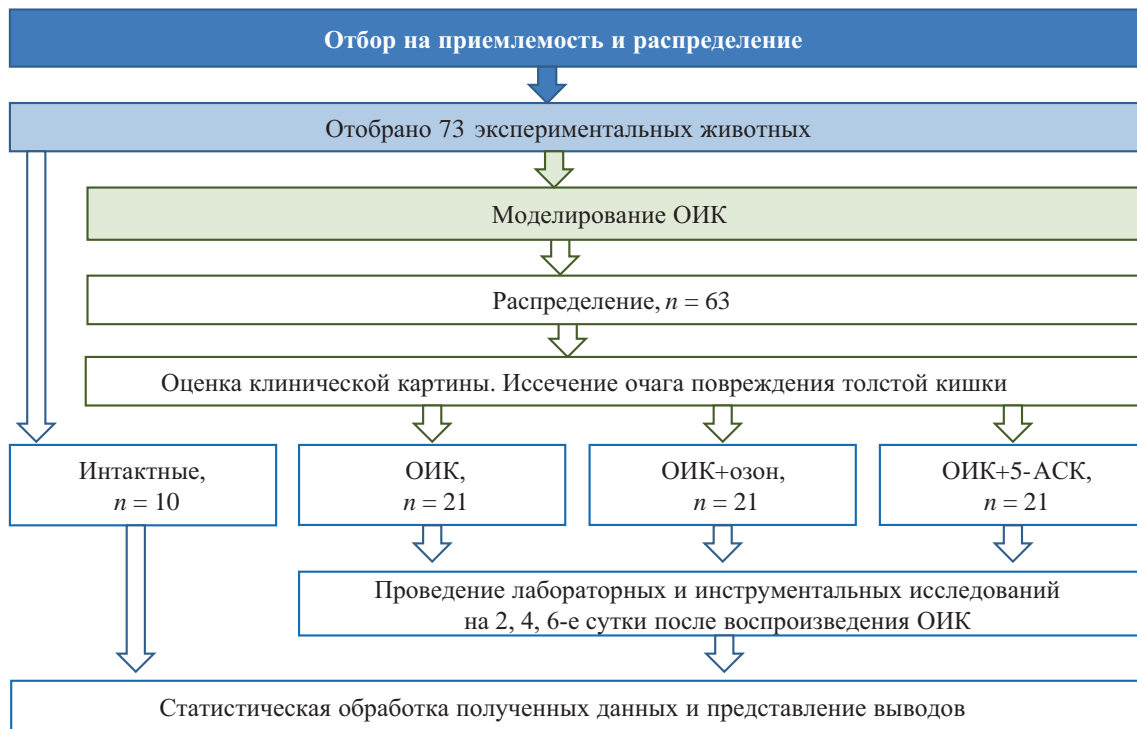 Отбор на приемлемость и распределение
Отобрано 73 экспериментальных животных
Моделирование ОИК
Распределение, n = 63
Оценка клинической картины. Иссечение очага повреждения толстой кишки
Интактные,
n = 10
ОИК,
n = 21
ОИК+озон,
n = 21
ОИК+5-АСК,
n = 21
Проведение лабораторных и инструментальных исследований
на 2, 4, 6-е сутки после воспроизведения ОИК
Статистическая обработка полученных данных и представление выводов